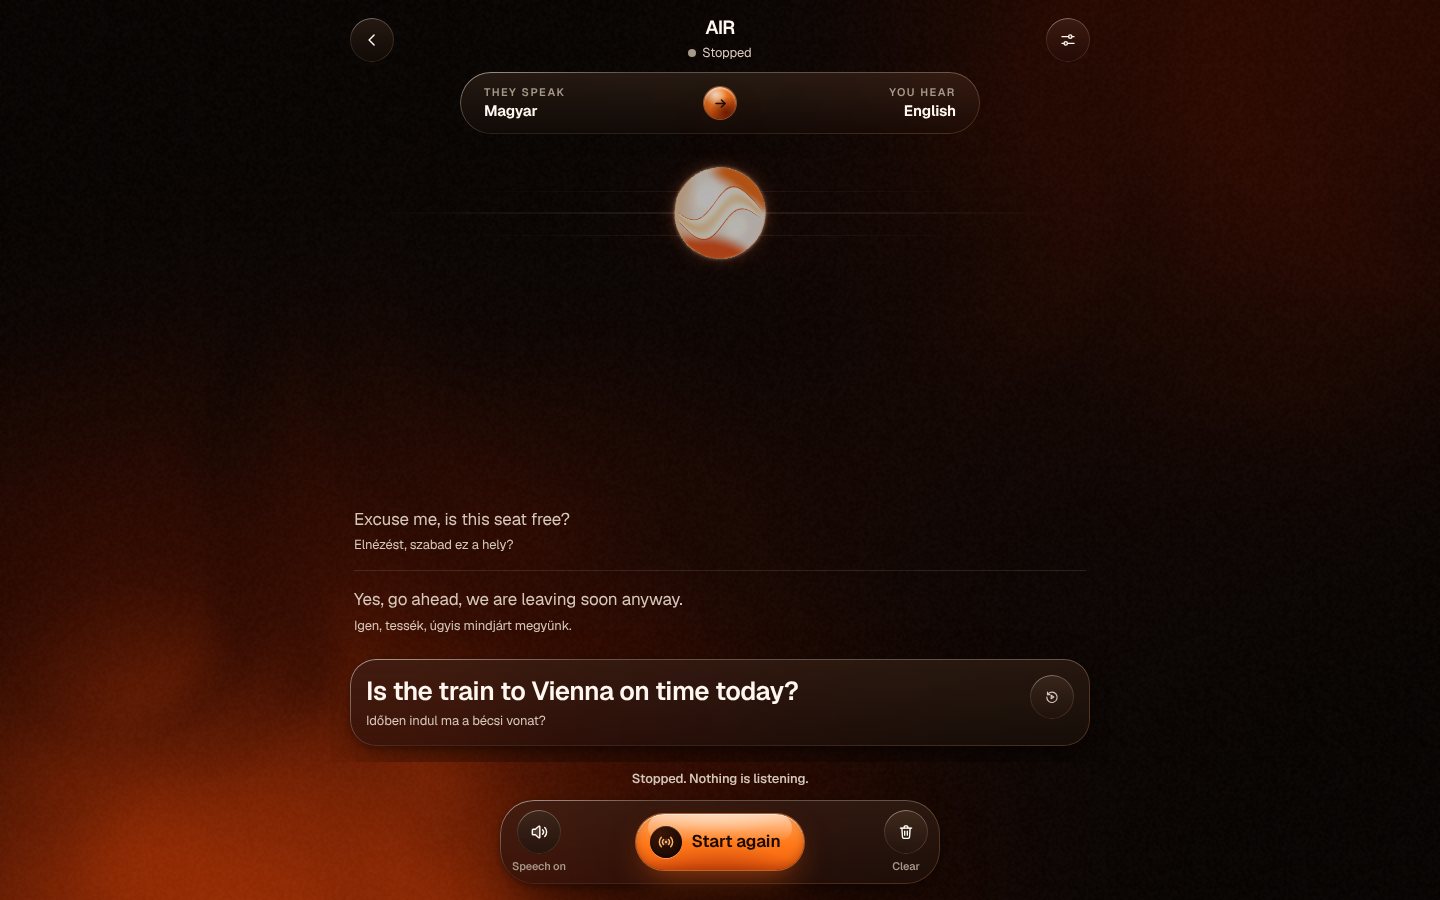 AIR
Stopped
THEY SPEAK
Magyar
YOU HEAR
English
Excuse me, is this seat free?
Elnézést, szabad ez a hely?
Yes, go ahead, we are leaving soon anyway.
Igen, tessék, úgyis mindjárt megyünk.
Is the train to Vienna on time today?
Időben indul ma a bécsi vonat?
Stopped. Nothing is listening.
Speech on
Start again
Clear